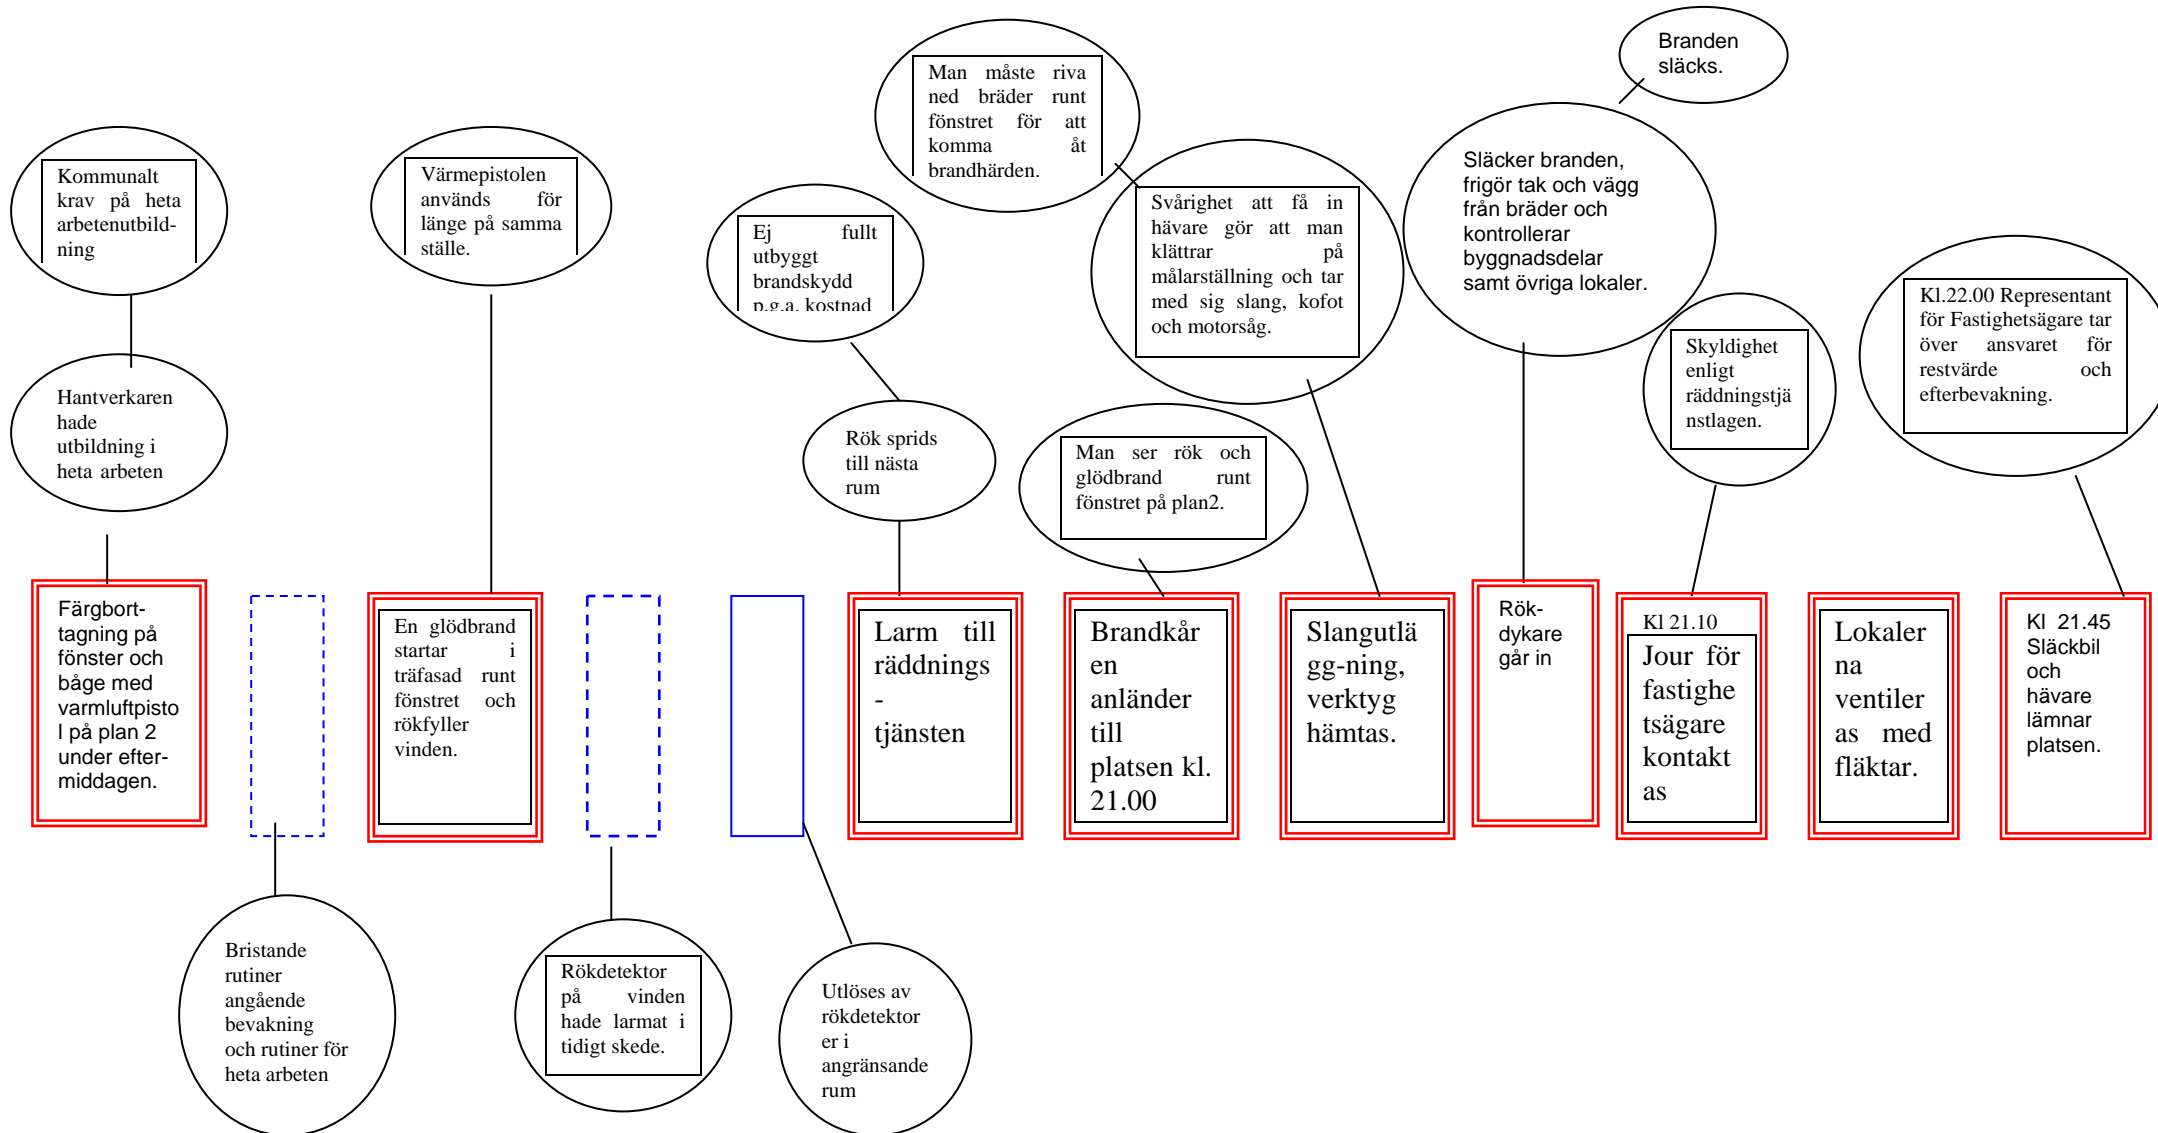 Branden
släcks.
Man måste riva
ned bräder runt
fönstret för att
komma åt
brandhärden.
Kommunalt
krav på heta
arbetenutbild-
ning
Värmepistolen
används för
länge på samma
ställe.
Ej fullt
utbyggt
brandskydd
p.g.a. kostnad
Svårighet att få in
hävare gör att man
klättrar på
målarställning och tar
med sig slang, kofot
och motorsåg.
Släcker branden,
frigör tak och vägg
från bräder och
kontrollerar
byggnadsdelar
samt övriga lokaler.
Skyldighet
enligt
räddningstjä
nstlagen.
Kl.22.00 Representant
för Fastighetsägare tar
över ansvaret för
restvärde och
efterbevakning.
Hantverkaren
hade
utbildning i
heta arbeten
Rök sprids
till nästa
rum
Man ser rök och
glödbrand runt
fönstret på plan2.
Färgbort-
tagning på
fönster och
båge med
varmluftpisto
l på plan 2
under efter-
middagen.
En glödbrand
startar i
träfasad runt
fönstret och
rökfyller
vinden.
Larm till
räddnings
-
tjänsten
Brandkår
en
anländer
till
platsen kl.
21.00
Slangutlä
gg-ning,
verktyg
hämtas.
Rök-
dykare
går in
Kl 21.10
Jour för
fastighe
tsägare
kontakt
as
Lokaler
na
ventiler
as med
fläktar.
Kl 21.45
Släckbil
och
hävare
lämnar
platsen.
Bristande
rutiner
angående
bevakning
och rutiner för
heta arbeten
Rökdetektor
på vinden
hade larmat i
tidigt skede.
Utlöses av
rökdetektor
er i
angränsande
rum